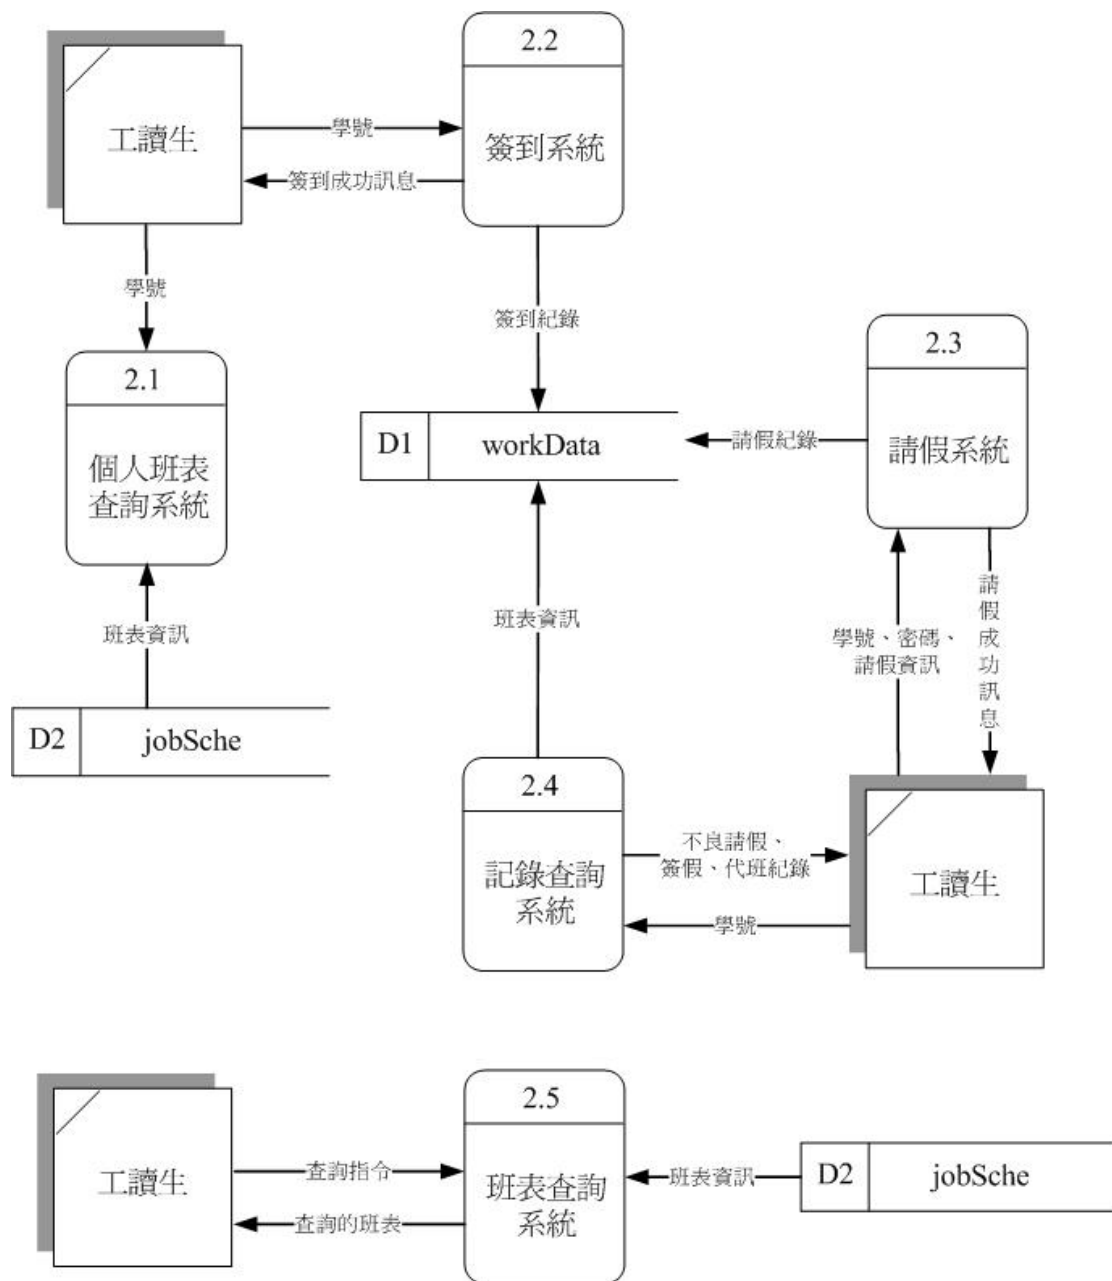 2.2
工讀生
學號
簽到系統
簽到成功訊息
學號
簽到紀錄
2.3
2.1
D1
workData
請假紀錄
請假系統
個人班表
查詢系統
班表資訊
班表資訊
學號、密碼、
請假資訊
請假成功訊息
D2
jobSche
2.4
不良請假、
簽假、代班紀錄
記錄查詢
系統
工讀生
學號
2.5
工讀生
查詢指令
班表查詢
系統
班表資訊
D2
jobSche
查詢的班表